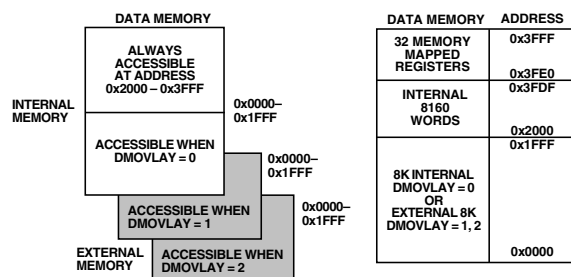 DATA MEMORY
ALWAYS
ACCESSIBLE
AT ADDRESS
0x2000 – 0x3FFF
INTERNAL
MEMORY
0x0000–
0x1FFF
ACCESSIBLE WHEN
DMOVLAY = 0
0x0000–
0x1FFF
ACCESSIBLE WHEN
DMOVLAY = 1
0x0000–
0x1FFF
EXTERNAL
MEMORY
ACCESSIBLE WHEN
DMOVLAY = 2
DATA MEMORY
ADDRESS
32 MEMORY
MAPPED
REGISTERS
0x3FFF
0x3FE0
INTERNAL
8160
WORDS
0x3FDF
0x2000
8K INTERNAL
DMOVLAY = 0
OR
EXTERNAL 8K
DMOVLAY = 1, 2
0x1FFF
0x0000